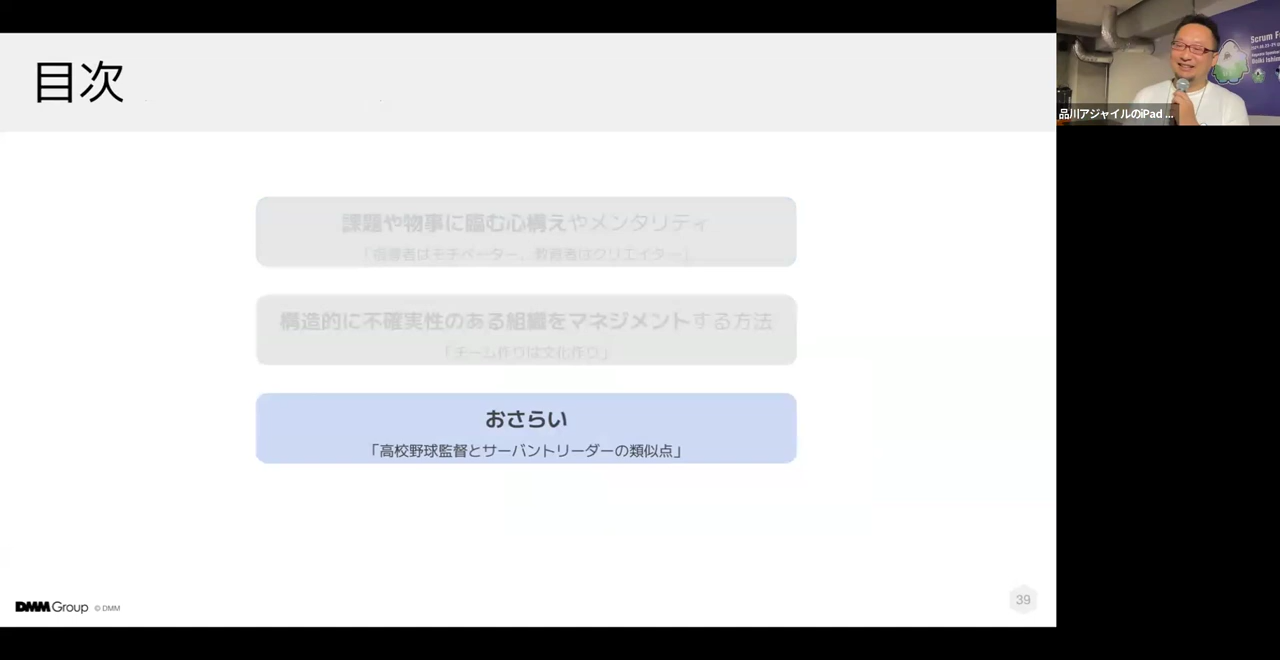 目次
課題や物事に臨む心構えやメンタリティ
「指導者はモチベーター、教育者はクリエイター」
構造的に不確実性のある組織をマネジメントする方法
「チーム作りは文化作り」
おさらい
「高校野球監督とサーバントリーダーの類似点」
DMM Group © DMM
39
Scrum F
品川アジャイルのiPad ...